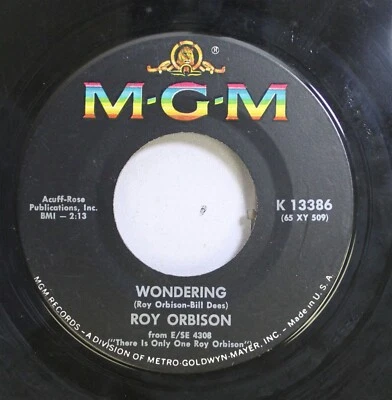 ®
M·G·M
Acuff-Rose
Publications, Inc.
BMI — 2:13
K 13386
(65 XY 509)
WONDERING
(Roy Orbison-Bill Dees)
ROY ORBISON
from E/SE 4308
("There is Only One Roy Orbison")
MGM RECORDS – A DIVISION OF METRO-GOLDWYN-MAYER, INC. – Made in U.S.A.